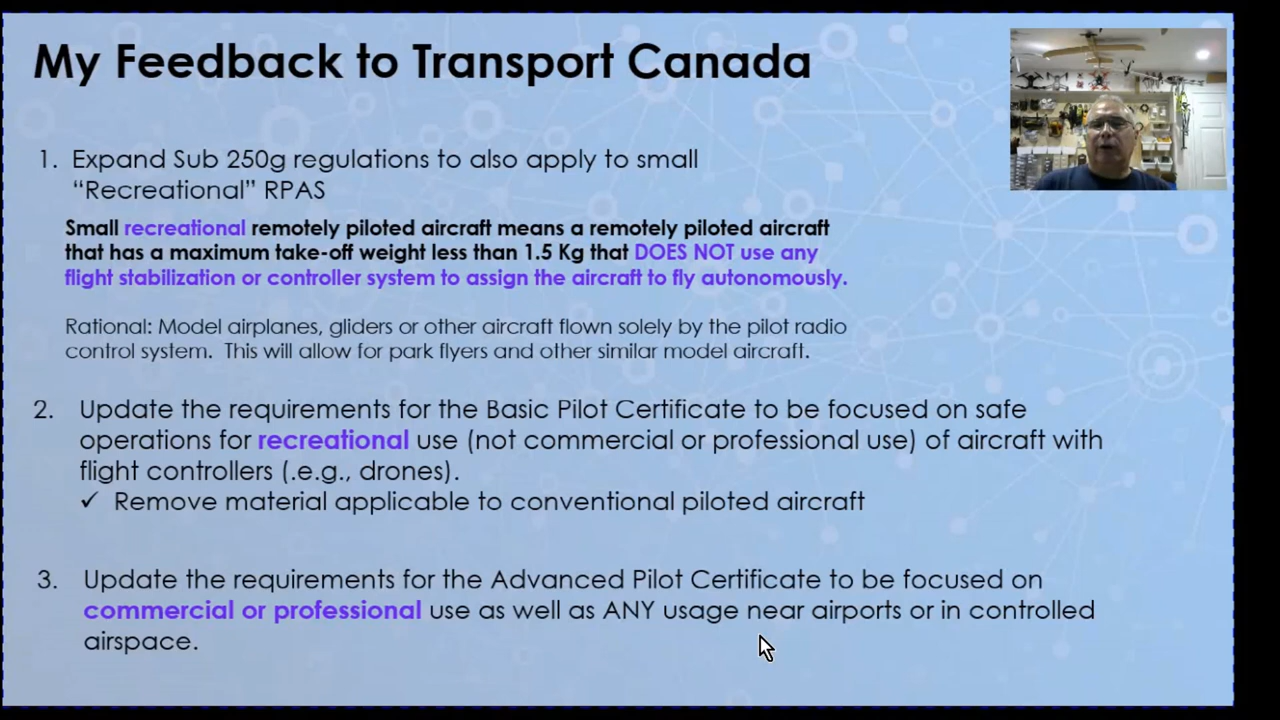 My Feedback to Transport Canada
1. Expand Sub 250g regulations to also apply to small
“Recreational” RPAS
Small recreational remotely piloted aircraft means a remotely piloted aircraft
that has a maximum take-off weight less than 1.5 Kg that DOES NOT use any
flight stabilization or controller system to assign the aircraft to fly autonomously.
Rational: Model airplanes, gliders or other aircraft flown solely by the pilot radio
control system. This will allow for park flyers and other similar model aircraft.
2. Update the requirements for the Basic Pilot Certificate to be focused on safe
operations for recreational use (not commercial or professional use) of aircraft with
flight controllers (.e.g., drones).
✓ Remove material applicable to conventional piloted aircraft
3. Update the requirements for the Advanced Pilot Certificate to be focused on
commercial or professional use as well as ANY usage near airports or in controlled
airspace.